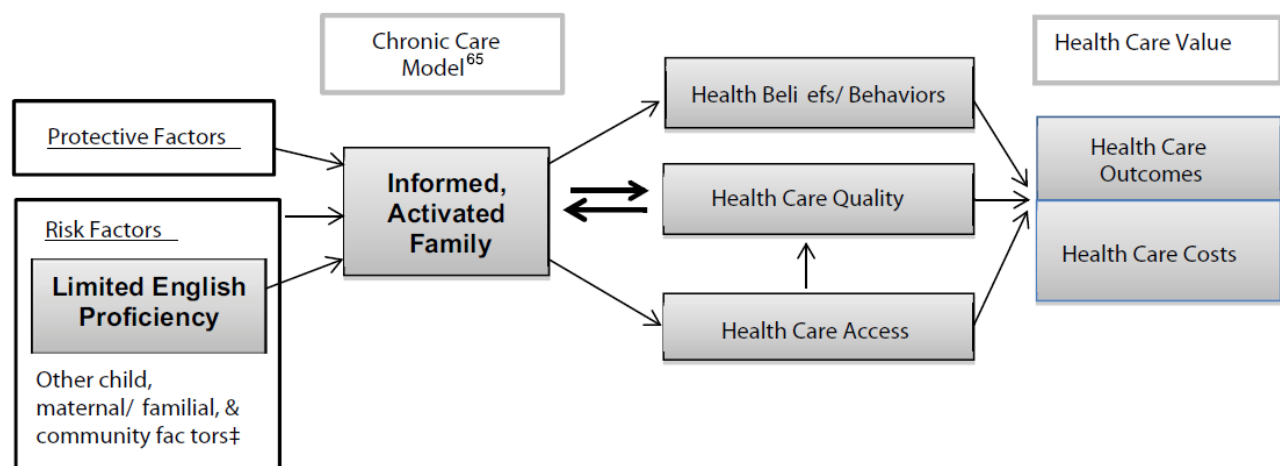 Chronic Care
Model65
Health Care Value
Protective Factors
Risk Factors
Limited English
Proficiency
Other child,
maternal/ familial, &
community fac tors‡
Informed,
Activated
Family
Health Beli efs/ Behaviors
Health Care Quality
Health Care Access
Health Care
Outcomes
Health Care Costs